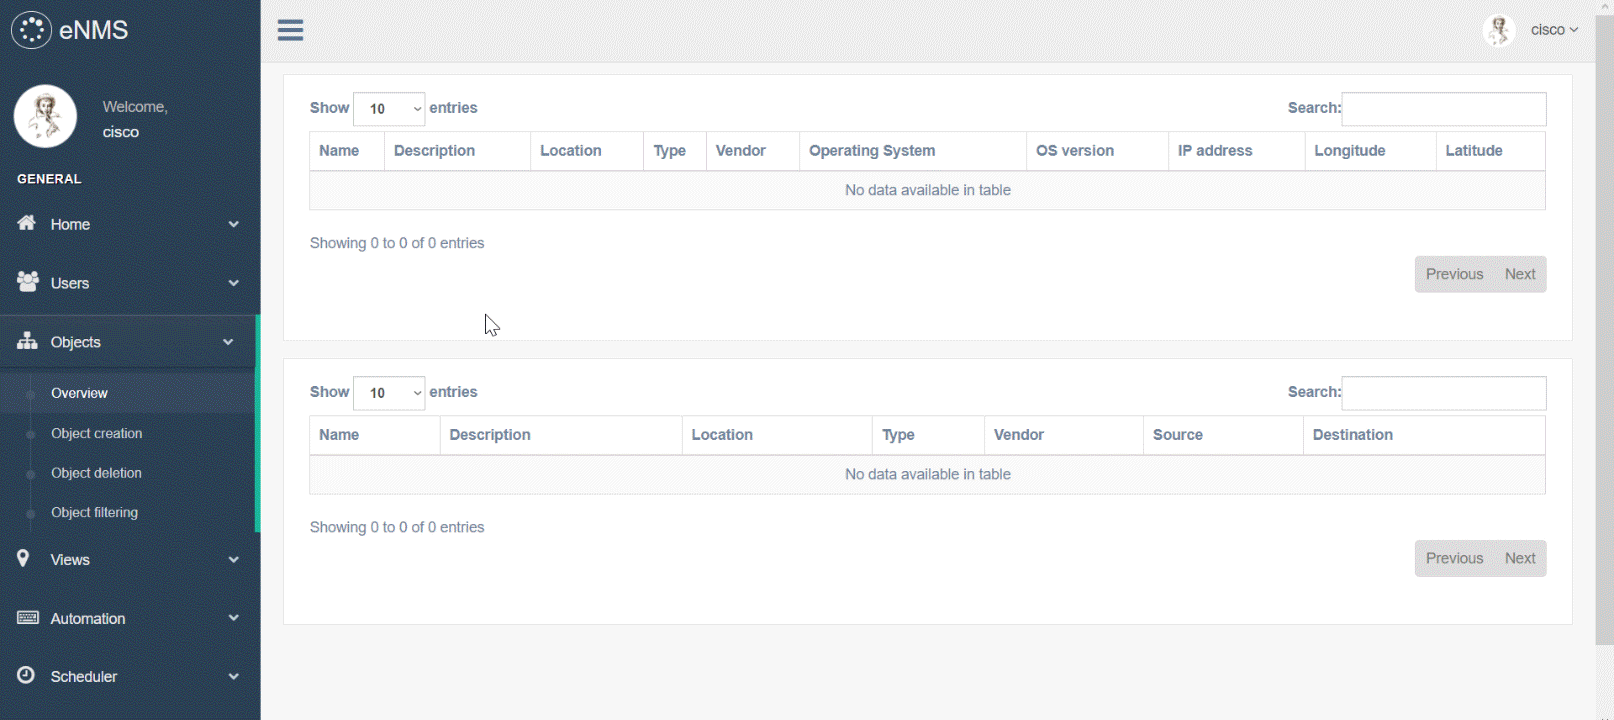 eNMS
cisco
Welcome,
cisco
GENERAL
Home
Users
Objects
Overview
Object creation
Object deletion
Object filtering
Views
Automation
Scheduler
Show 10 entries Search:
Name Description Location Type Vendor Operating System OS version IP address Longitude Latitude
No data available in table
Showing 0 to 0 of 0 entries
Previous Next
Show 10 entries Search:
Name Description Location Type Vendor Source Destination
No data available in table
Showing 0 to 0 of 0 entries
Previous Next